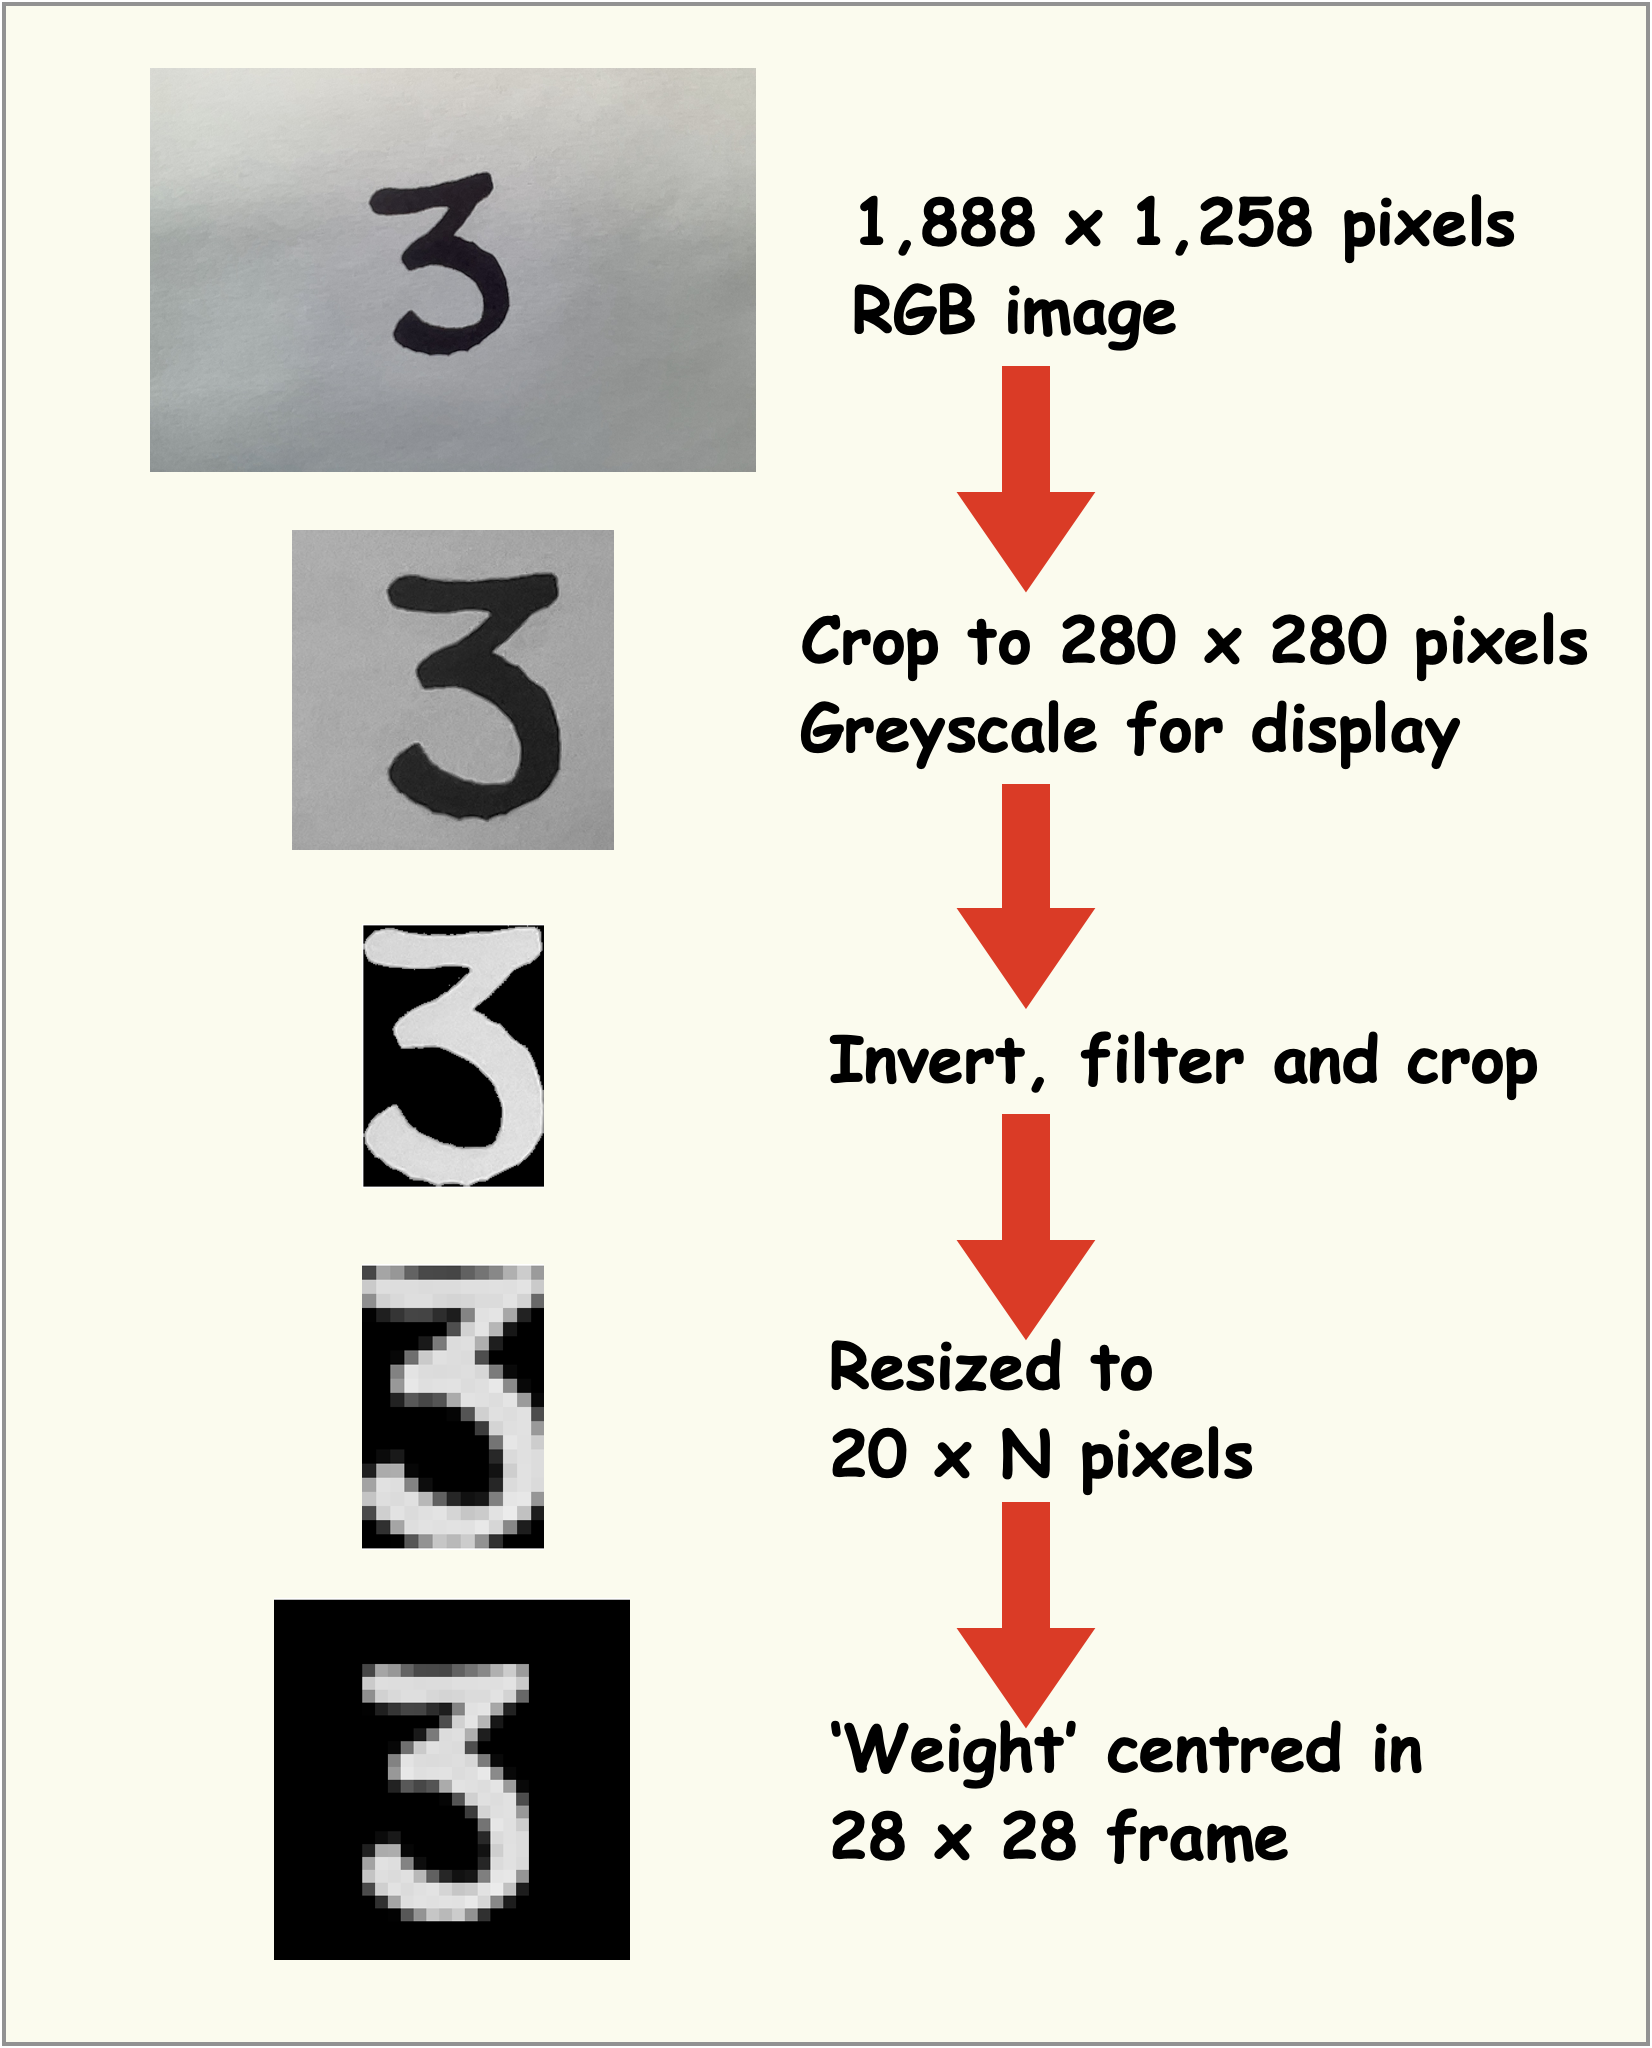 3
1,888 x 1,258 pixels
RGB image
3
Crop to 280 x 280 pixels
Greyscale for display
3
Invert, filter and crop
3
Resized to
20 x N pixels
3
‘Weight’ centred in
28 x 28 frame